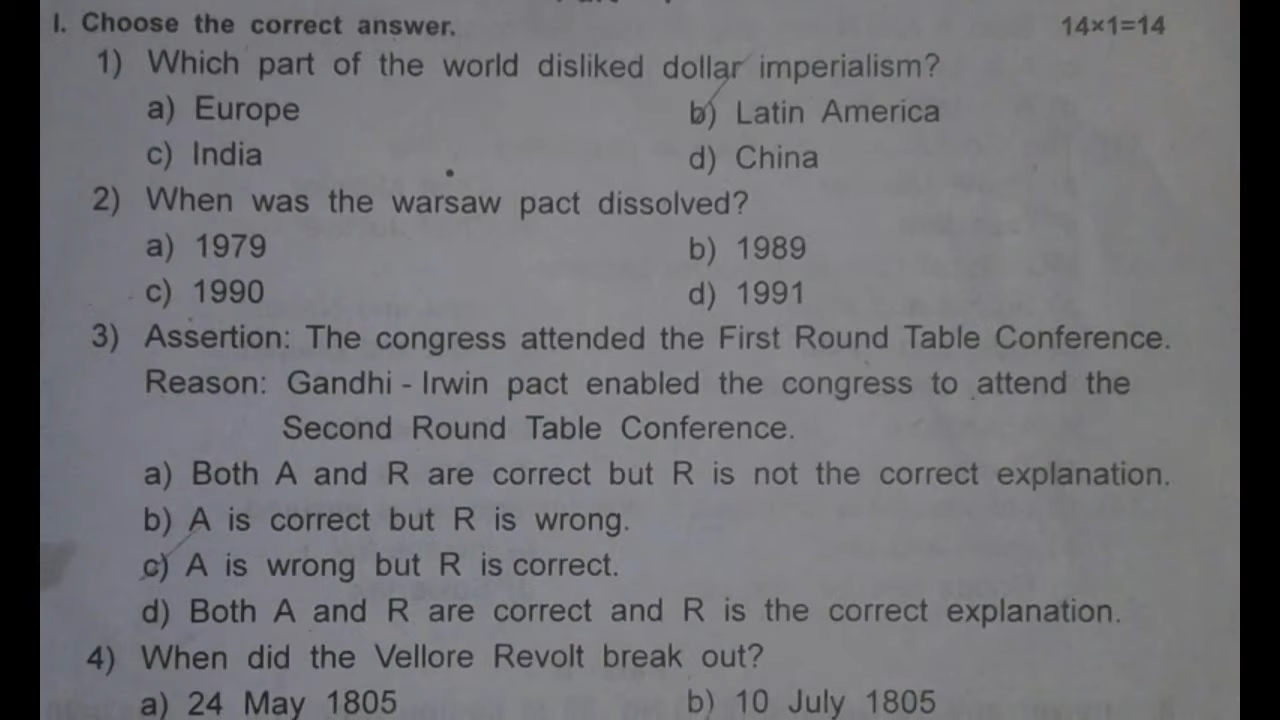 I. Choose the correct answer. 14×1=14
1) Which part of the world disliked dollar imperialism?
a) Europe b) Latin America
c) India d) China
2) When was the warsaw pact dissolved?
a) 1979 b) 1989
c) 1990 d) 1991
3) Assertion: The congress attended the First Round Table Conference.
Reason: Gandhi - Irwin pact enabled the congress to attend the
Second Round Table Conference.
a) Both A and R are correct but R is not the correct explanation.
b) A is correct but R is wrong.
c) A is wrong but R is correct.
d) Both A and R are correct and R is the correct explanation.
4) When did the Vellore Revolt break out?
a) 24 May 1805 b) 10 July 1805